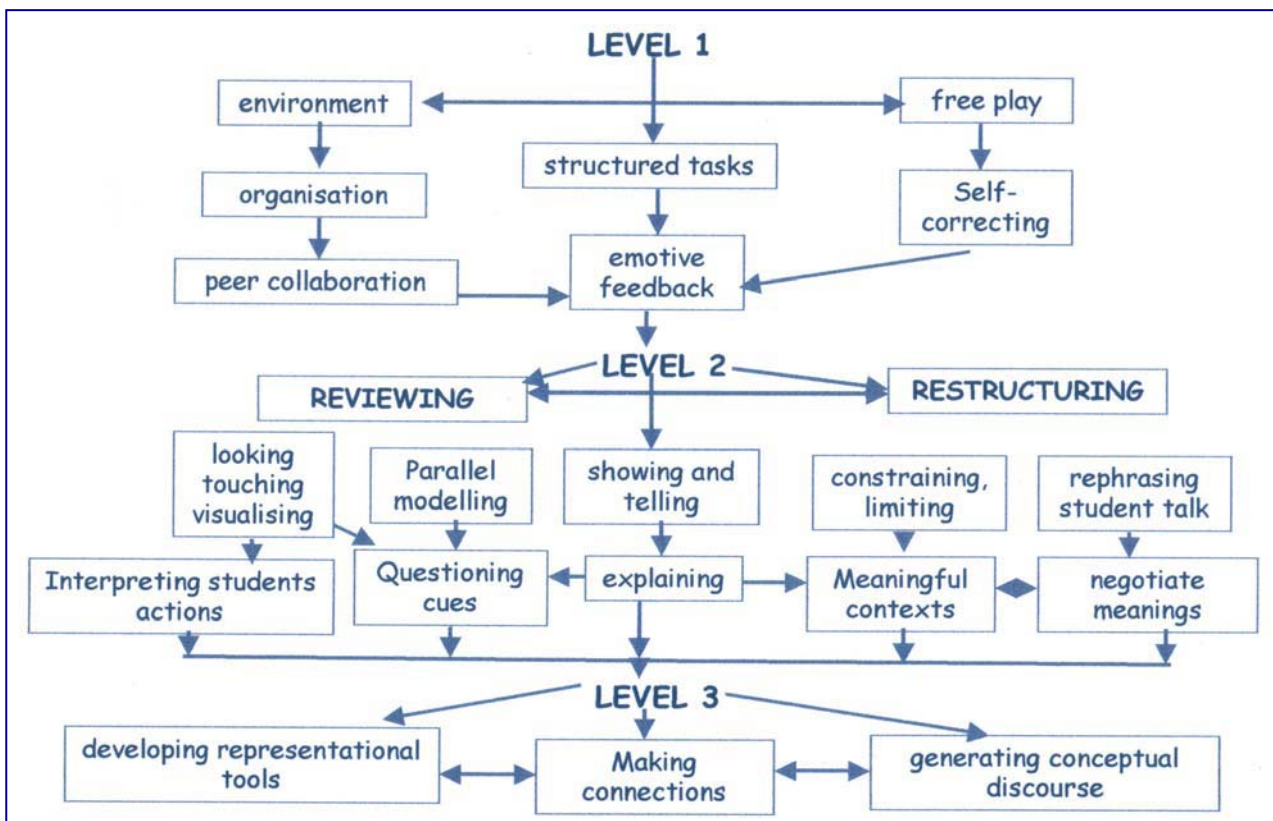 LEVEL 1
environment
free play
structured tasks
organisation
Self-
correcting
peer collaboration
emotive
feedback
LEVEL 2
REVIEWING
RESTRUCTURING
looking
touching
visualising
Parallel
modelling
showing and
telling
constraining,
limiting
rephrasing
student talk
Interpreting students
actions
Questioning
cues
explaining
Meaningful
contexts
negotiate
meanings
LEVEL 3
developing representational
tools
Making
connections
generating conceptual
discourse